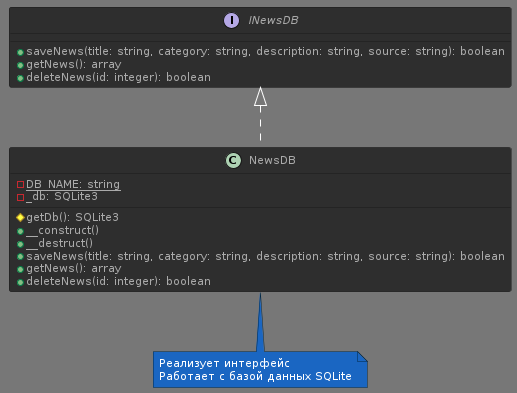 I INewsDB
saveNews(title: string, category: string, description: string, source: string): boolean
getNews(): array
deleteNews(id: integer): boolean
C NewsDB
DB_NAME: string
_db: SQLite3
getDb(): SQLite3
__construct()
__destruct()
saveNews(title: string, category: string, description: string, source: string): boolean
getNews(): array
deleteNews(id: integer): boolean
Реализует интерфейс
Работает с базой данных SQLite